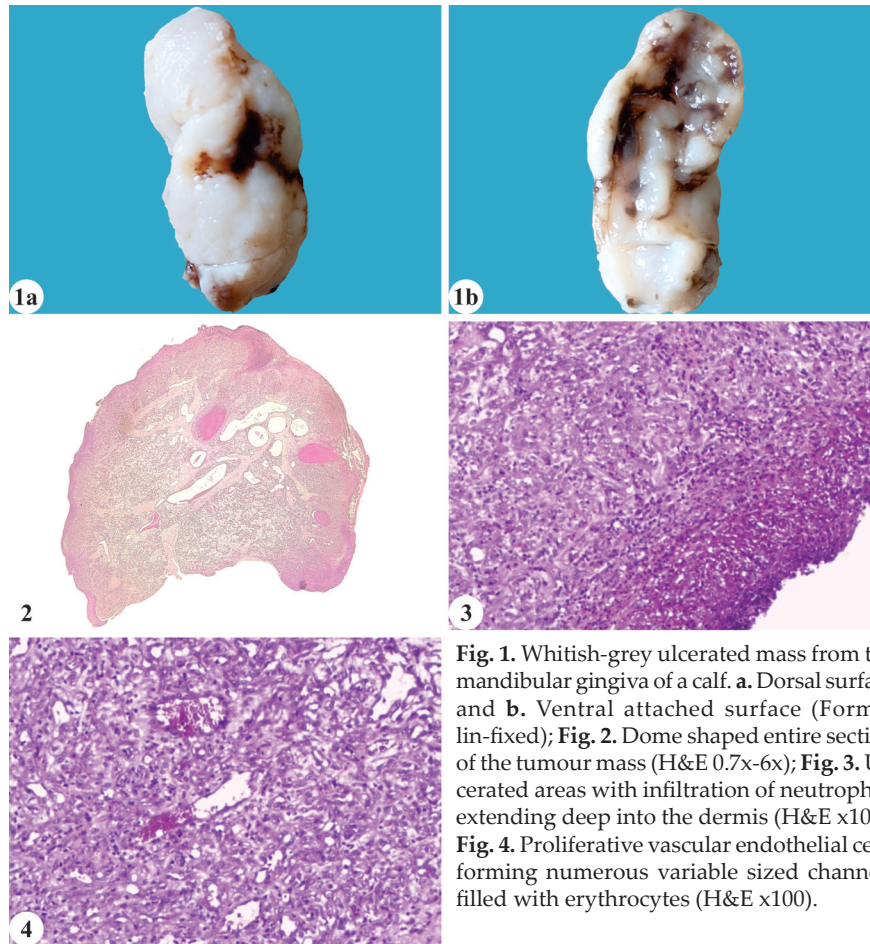 1a
1b
2
3
Fig. 1. Whitish-grey ulcerated mass from t
mandibular gingiva of a calf. a. Dorsal surfa
and b. Ventral attached surface (Form
lin-fixed); Fig. 2. Dome shaped entire secti
of the tumour mass (H&E 0.7x-6x); Fig. 3. U
cerated areas with infiltration of neutroph
extending deep into the dermis (H&E x10
Fig. 4. Proliferative vascular endothelial ce
forming numerous variable sized channe
filled with erythrocytes (H&E x100).
4